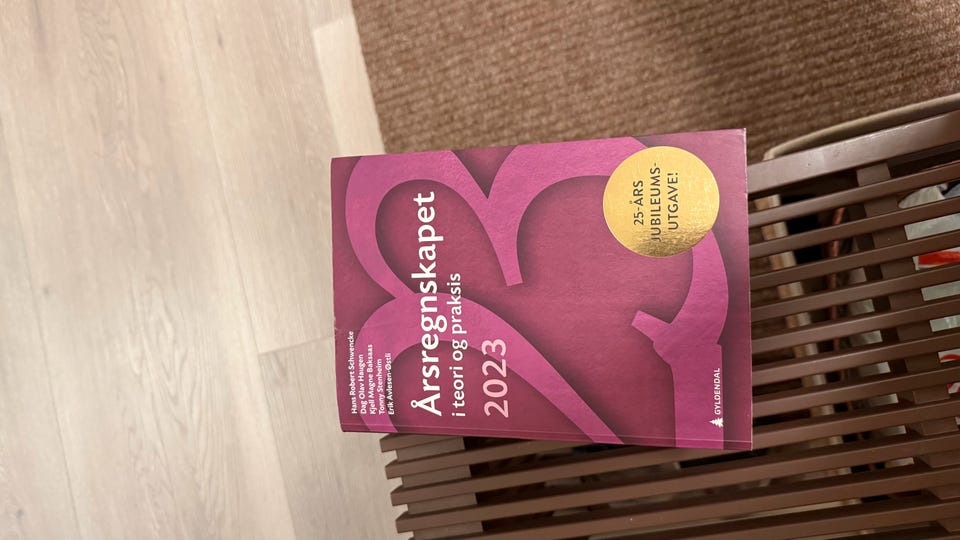 Hans Robert Schwencke
Dag Olav Haugen
Kjell Magne Baksaas
Tonny Stenheim
Erik Avlesen-Østli
Årsregnskapet
i teori og praksis
2023
25-ÅRS
JUBILEUMS-
UTGAVE!
GYLDENDAL